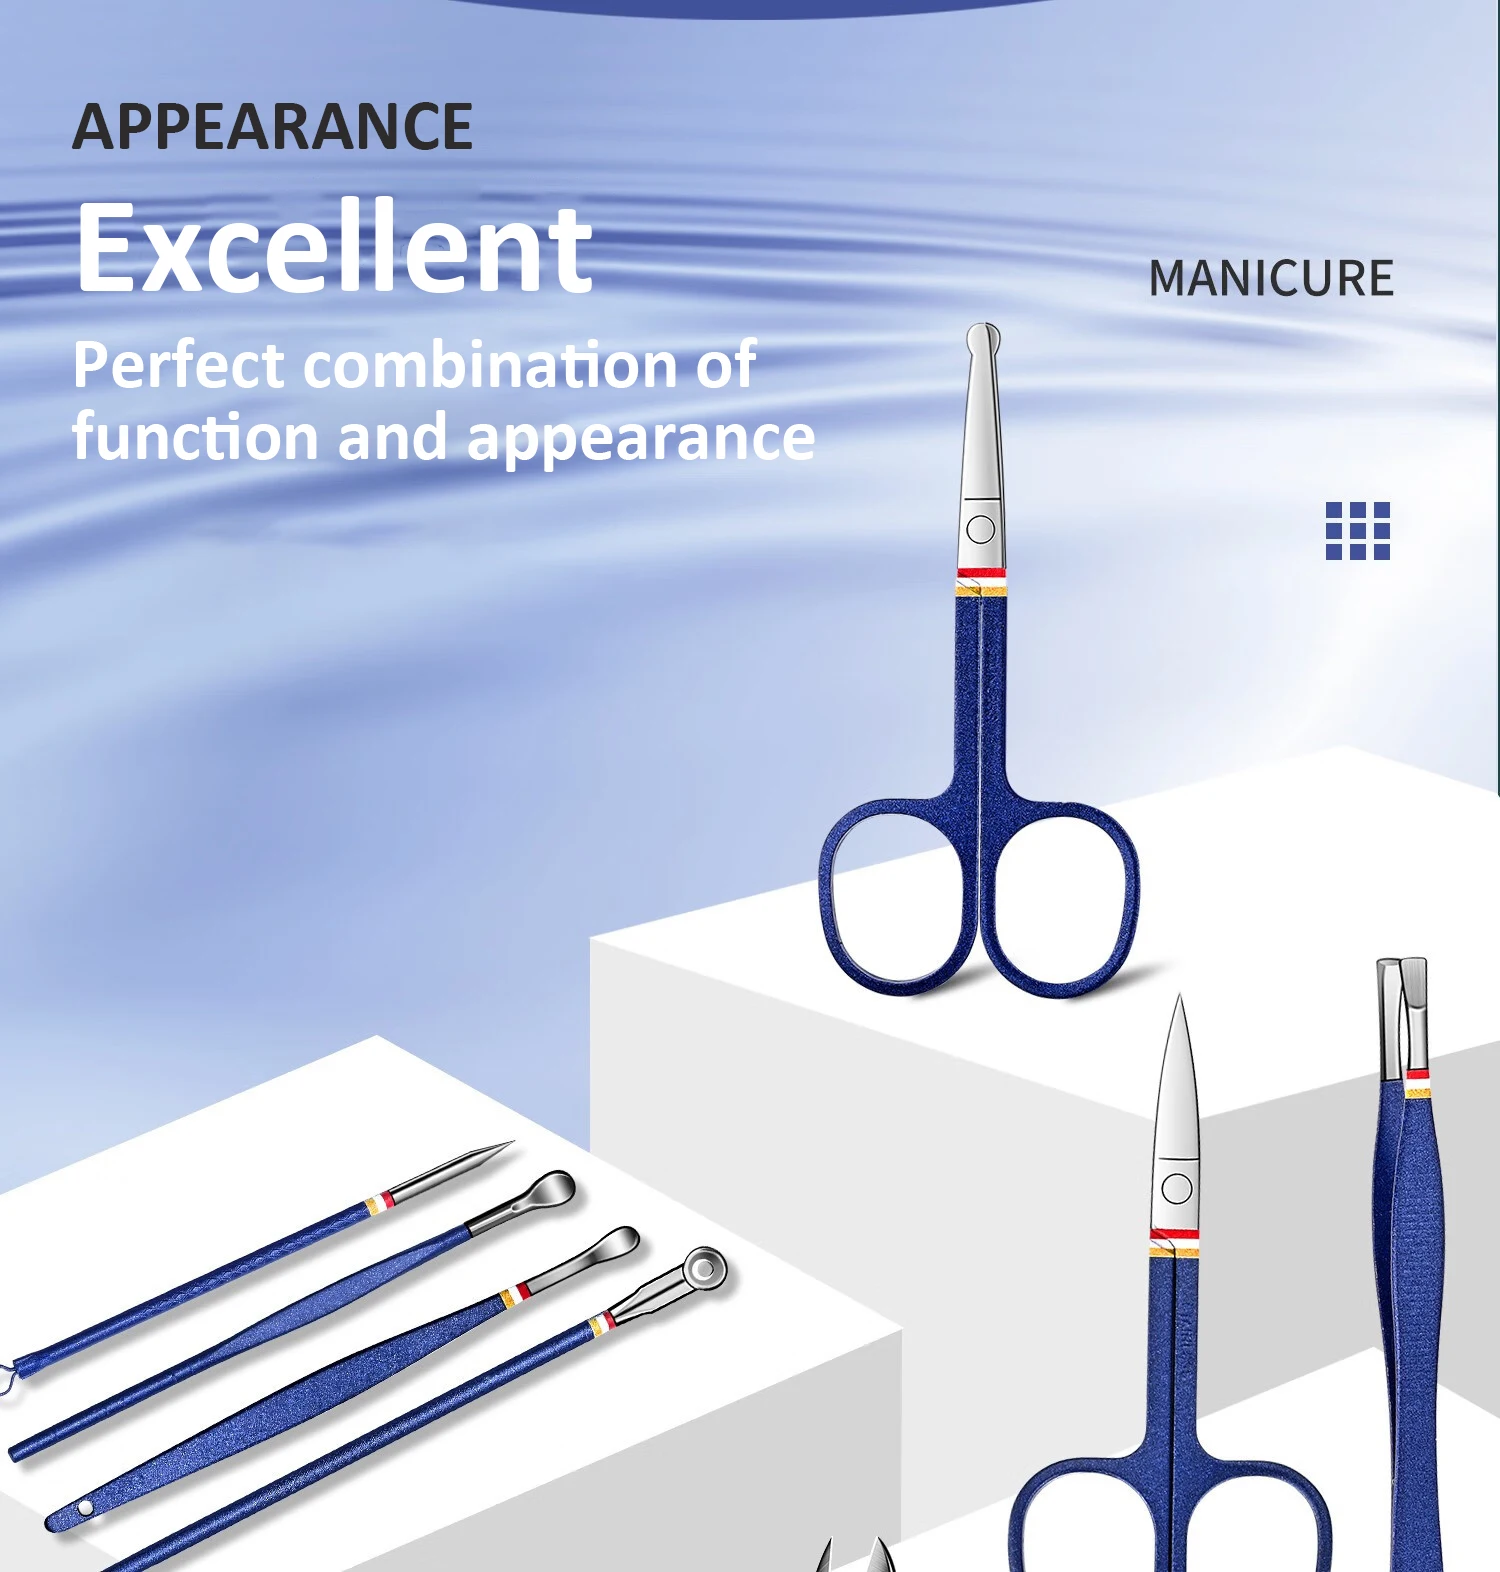 APPEARANCE
Excellent
Perfect combination of
function and appearance
MANICURE